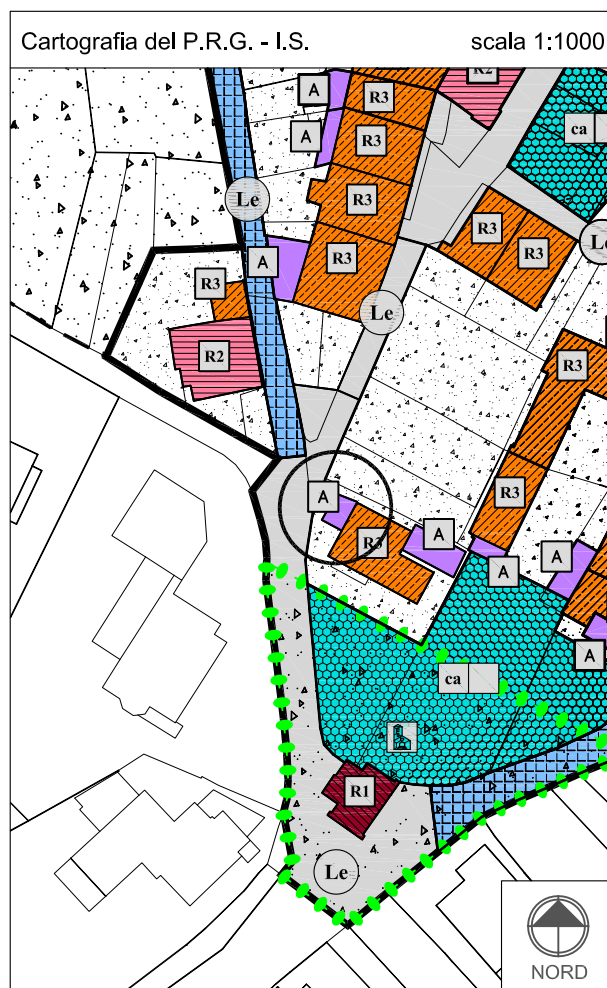 Cartografia del P.R.G. - I.S. scala 1:1000
R2
A
R3
ca
A
R3
Le
R3
R3
Le
A
R3
R3
R3
Le
R2
R3
A
R3
A
R3
A
A
A
A
ca
R1
Le
NORD